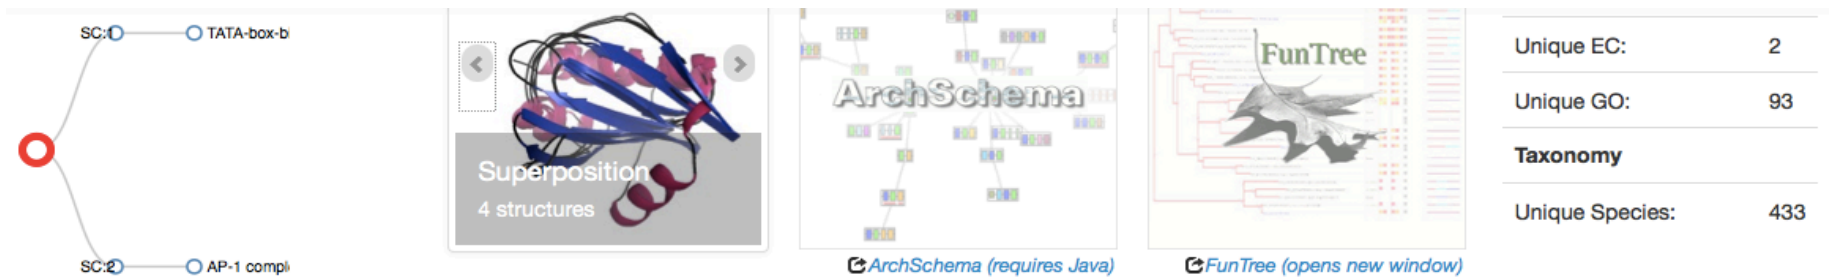 SC:1
TATA-box-bi
SC:2
AP-1 compl
Superposition
4 structures
ArchSchema
ArchSchema (requires Java)
FunTree
FunTree (opens new window)
Unique EC: 2
Unique GO: 93
Taxonomy
Unique Species: 433